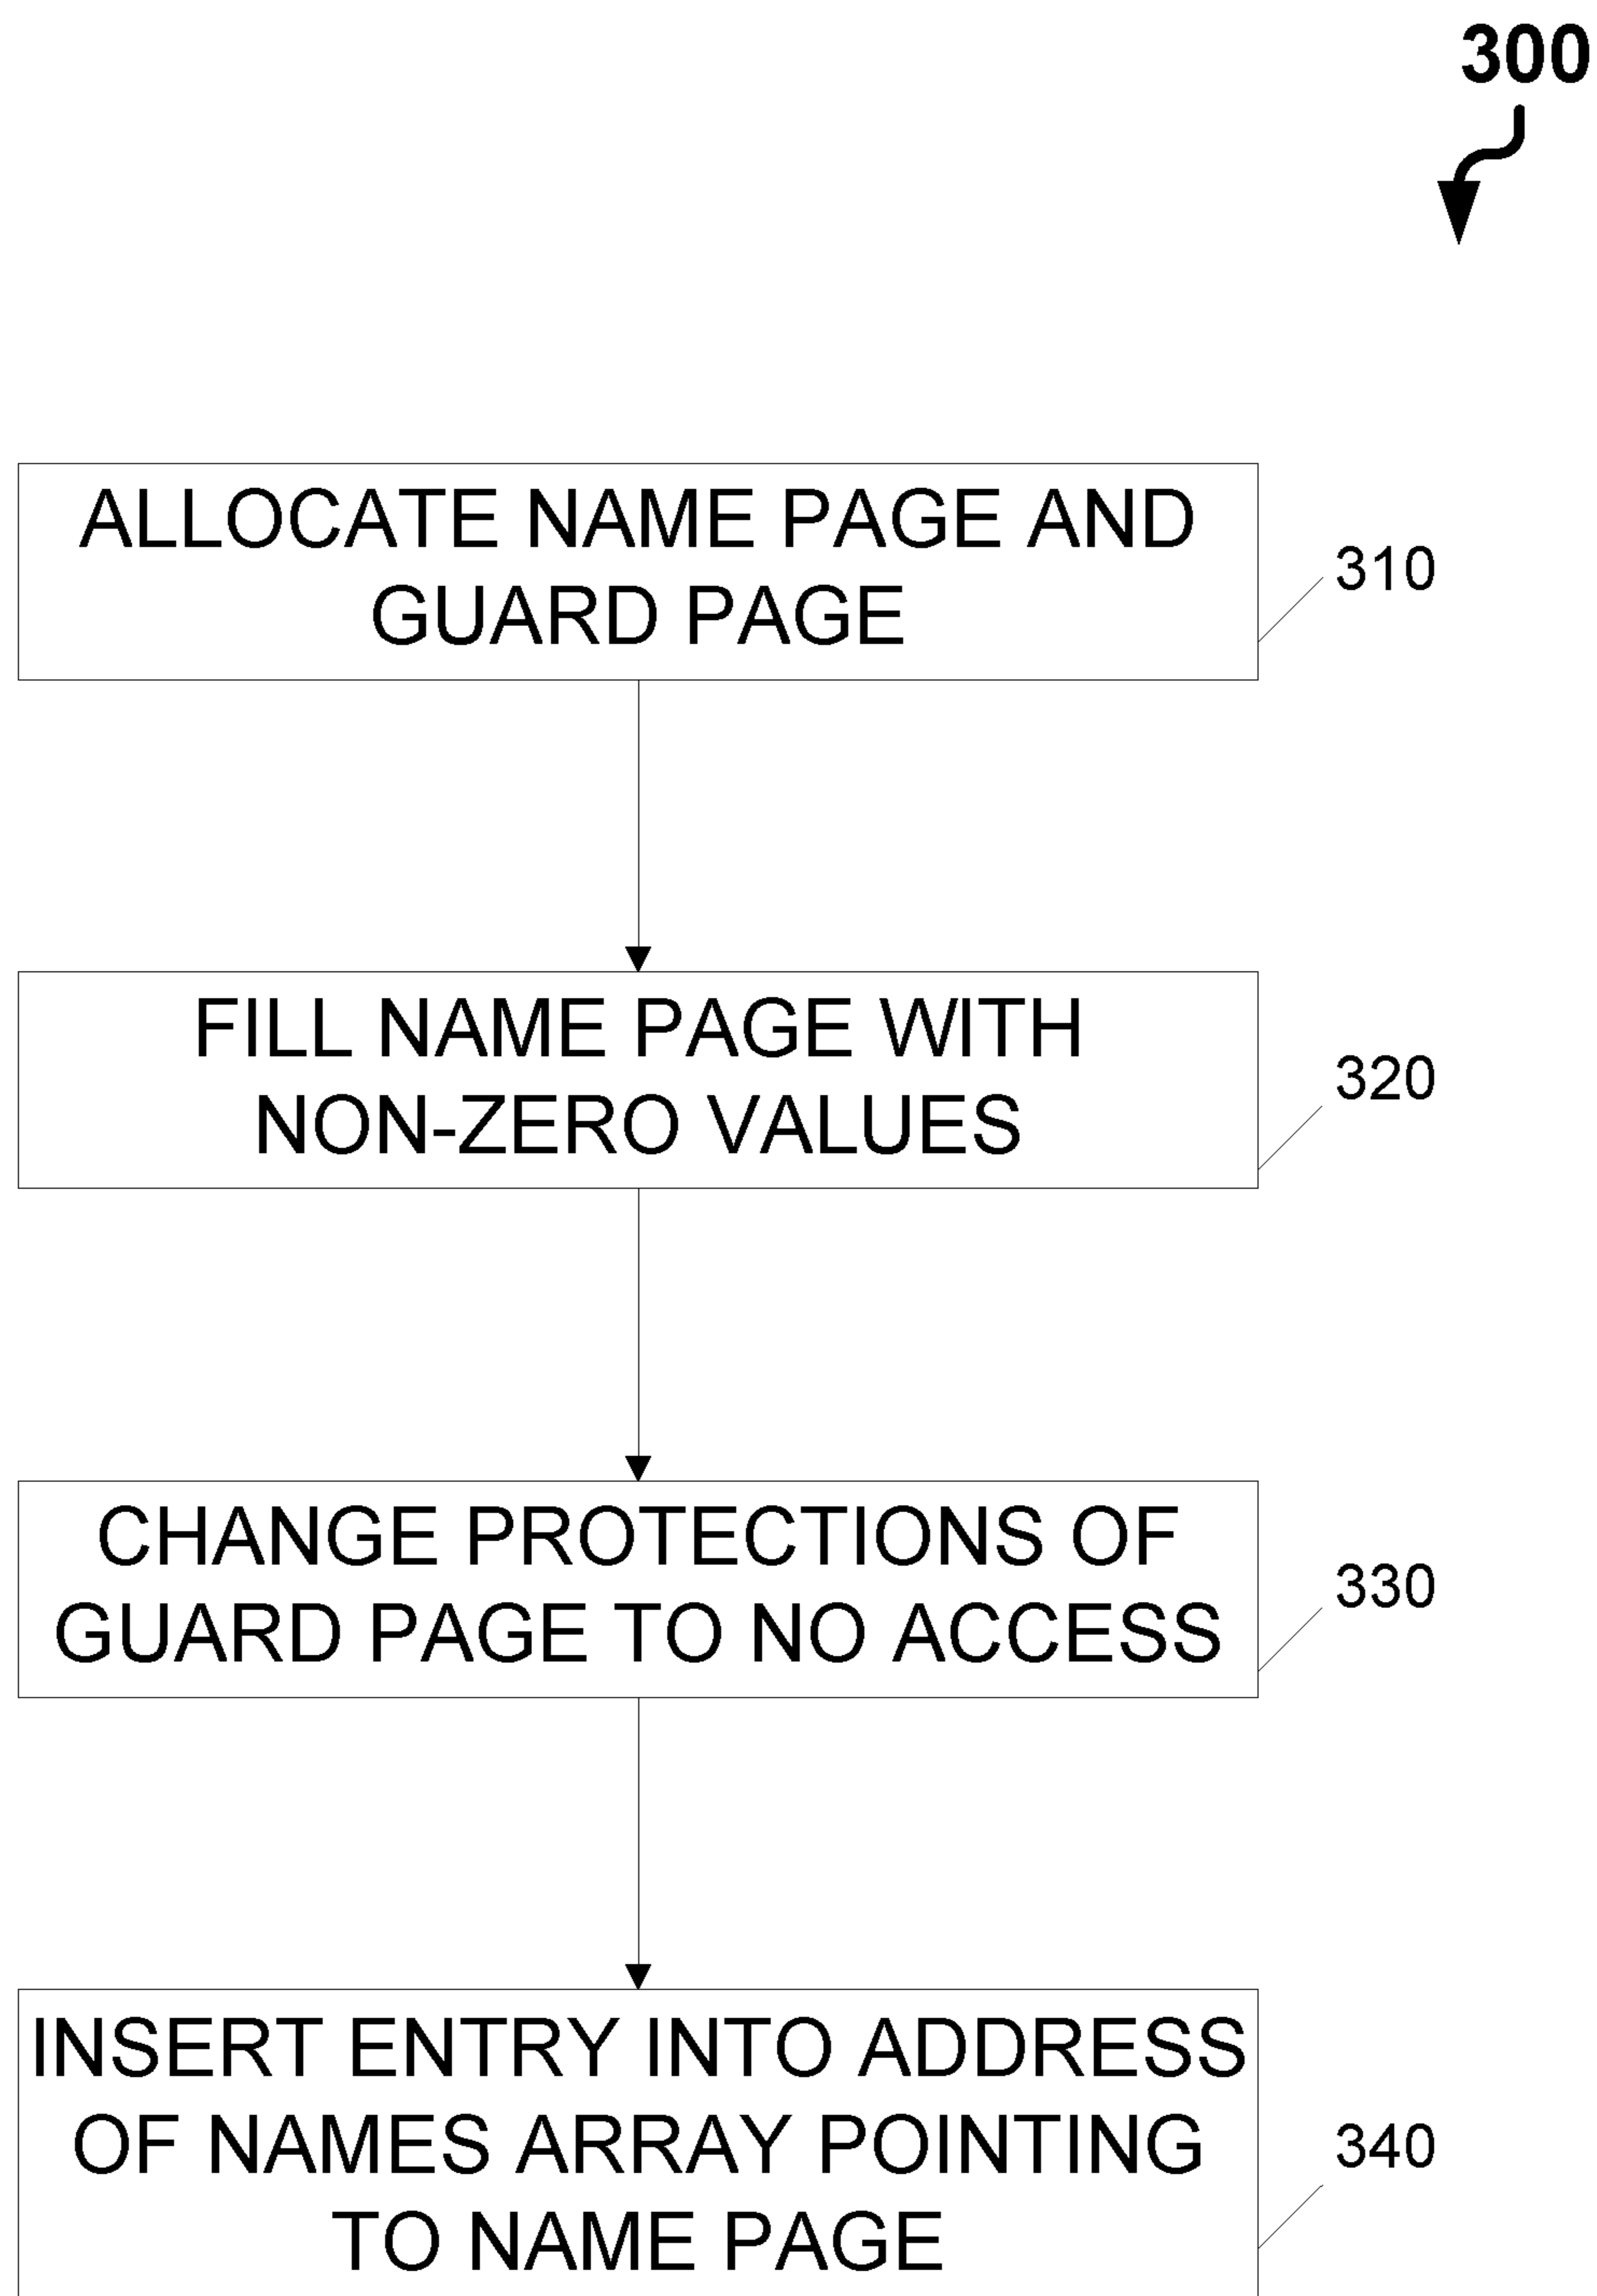 300
ALLOCATE NAME PAGE AND
GUARD PAGE
310
FILL NAME PAGE WITH
NON-ZERO VALUES
320
CHANGE PROTECTIONS OF
GUARD PAGE TO NO ACCESS
330
INSERT ENTRY INTO ADDRESS
OF NAMES ARRAY POINTING
TO NAME PAGE
340